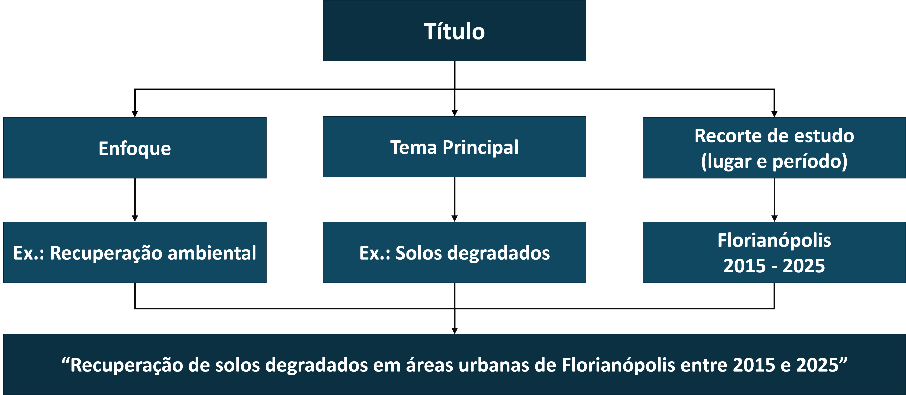 Título
Enfoque
Tema Principal
Recorte de estudo
(lugar e período)
Ex.: Recuperação ambiental
Ex.: Solos degradados
Florianópolis
2015 - 2025
“Recuperação de solos degradados em áreas urbanas de Florianópolis entre 2015 e 2025”